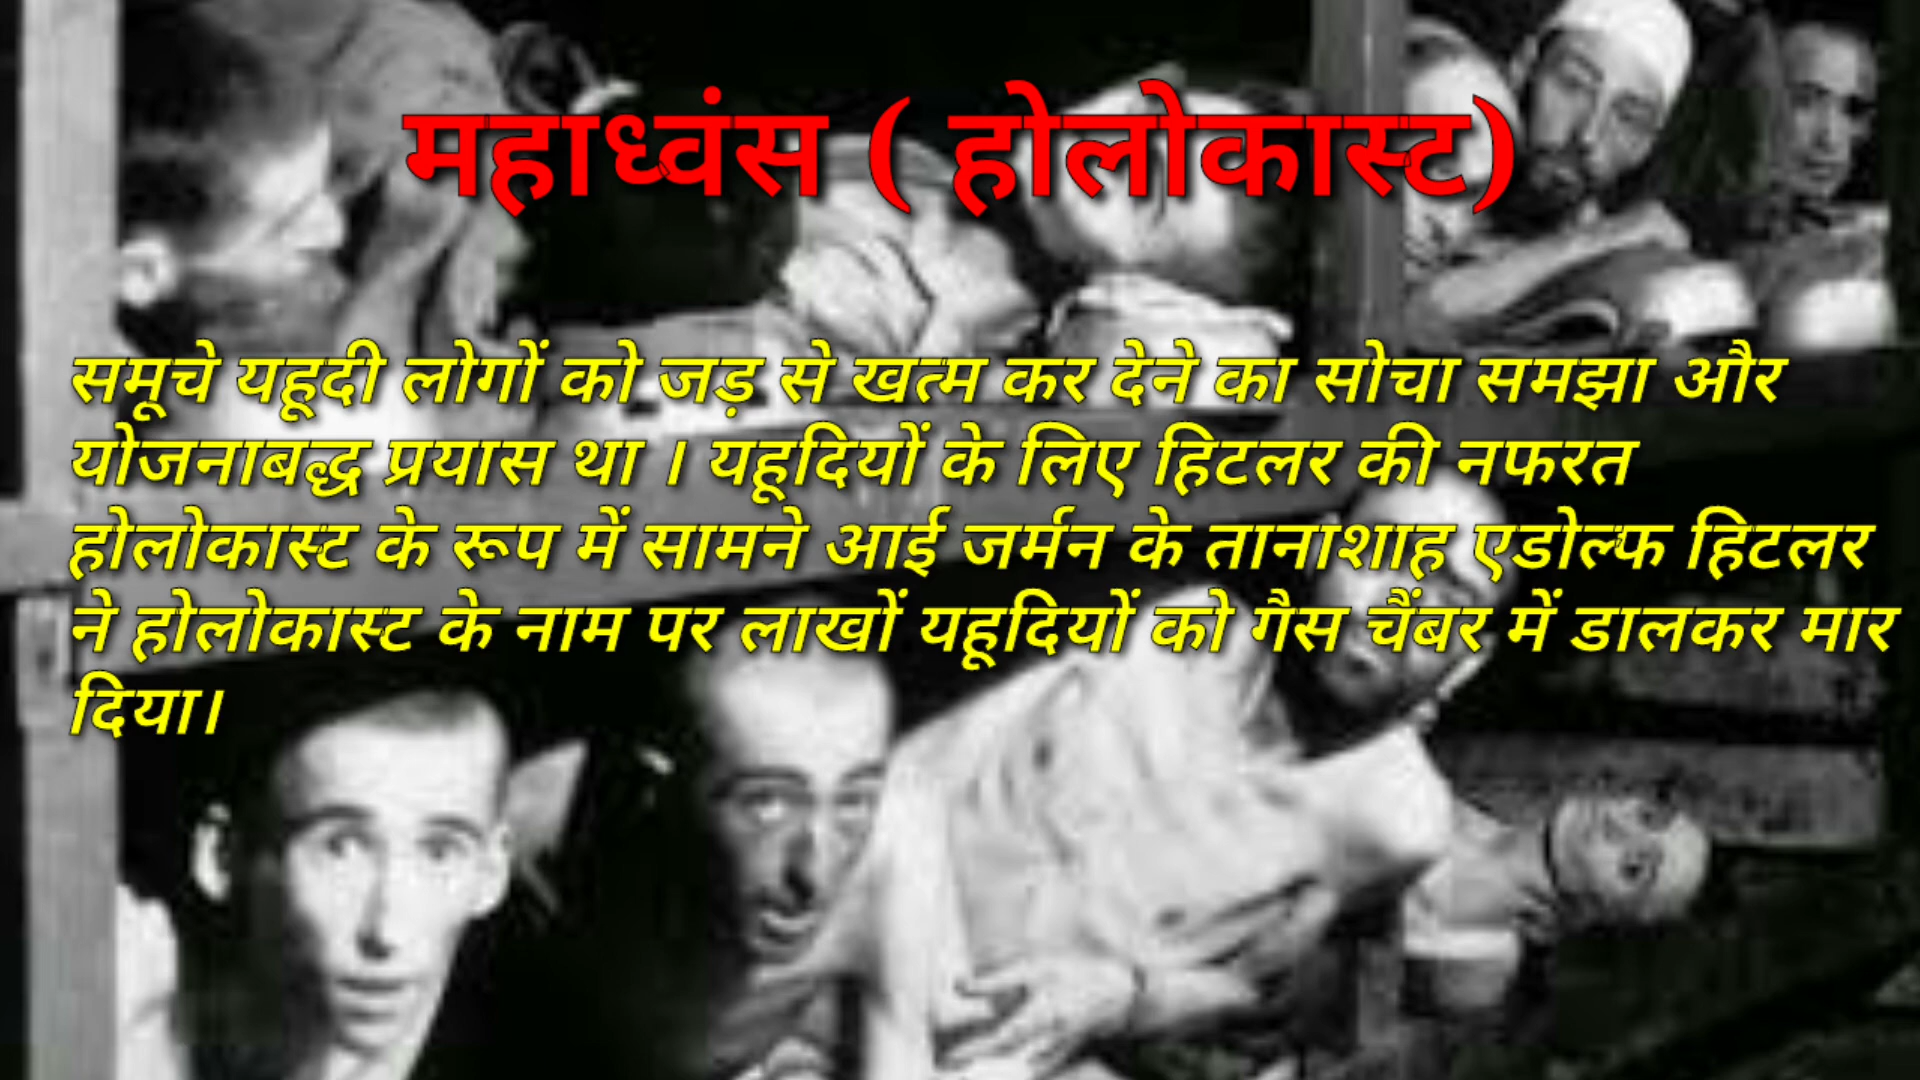 महाध्वंस ( होलोकास्ट)
समूचे यहूदी लोगों को जड़ से खत्म कर देने का सोचा समझा और
योजनाबद्ध प्रयास था । यहूदियों के लिए हिटलर की नफरत
होलोकास्ट के रूप में सामने आई जर्मन के तानाशाह एडोल्फ हिटलर
ने होलोकास्ट के नाम पर लाखों यहूदियों को गैस चैंबर में डालकर मार
दिया।